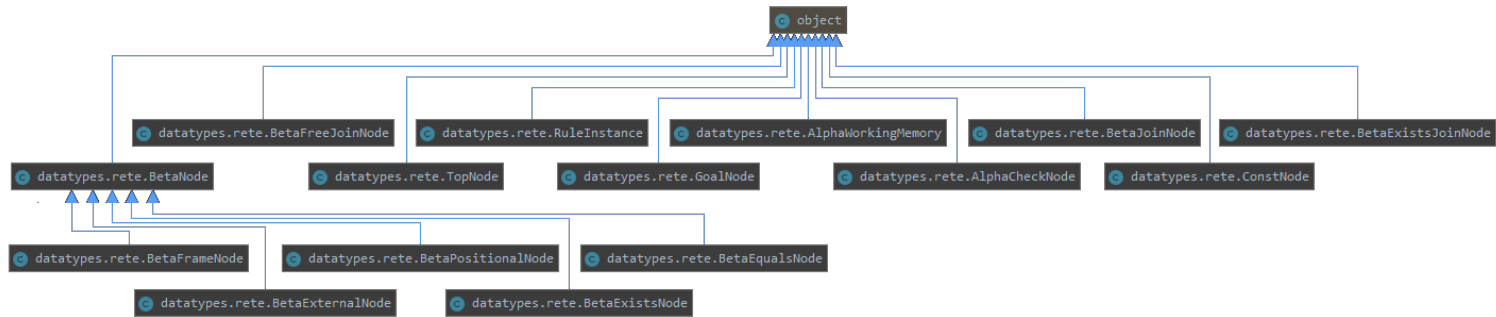 object
datatypes.rete.BetaFreeJoinNode
datatypes.rete.RuleInstance
datatypes.rete.AlphaWorkingMemory
datatypes.rete.BetaJoinNode
datatypes.rete.BetaExistsJoinNode
datatypes.rete.BetaNode
datatypes.rete.TopNode
datatypes.rete.GoalNode
datatypes.rete.AlphaCheckNode
datatypes.rete.ConstNode
datatypes.rete.BetaFrameNode
datatypes.rete.BetaPositionalNode
datatypes.rete.BetaEqualsNode
datatypes.rete.BetaExternalNode
datatypes.rete.BetaExistsNode